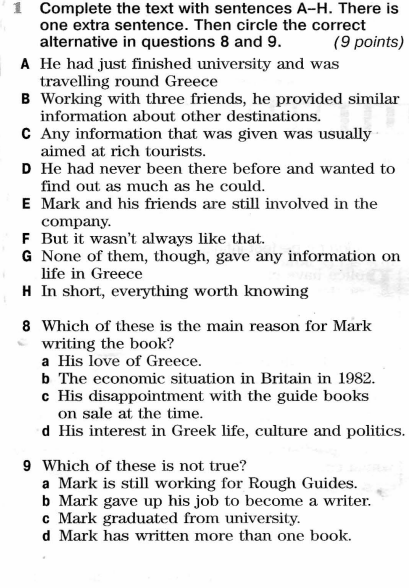 1 Complete the text with sentences A–H. There is
one extra sentence. Then circle the correct
alternative in questions 8 and 9. (9 points)
A He had just finished university and was
travelling round Greece
B Working with three friends, he provided similar
information about other destinations.
C Any information that was given was usually
aimed at rich tourists.
D He had never been there before and wanted to
find out as much as he could.
E Mark and his friends are still involved in the
company.
F But it wasn't always like that.
G None of them, though, gave any information on
life in Greece
H In short, everything worth knowing
8 Which of these is the main reason for Mark
writing the book?
a His love of Greece.
b The economic situation in Britain in 1982.
c His disappointment with the guide books
on sale at the time.
d His interest in Greek life, culture and politics.
9 Which of these is not true?
a Mark is still working for Rough Guides.
b Mark gave up his job to become a writer.
c Mark graduated from university.
d Mark has written more than one book.